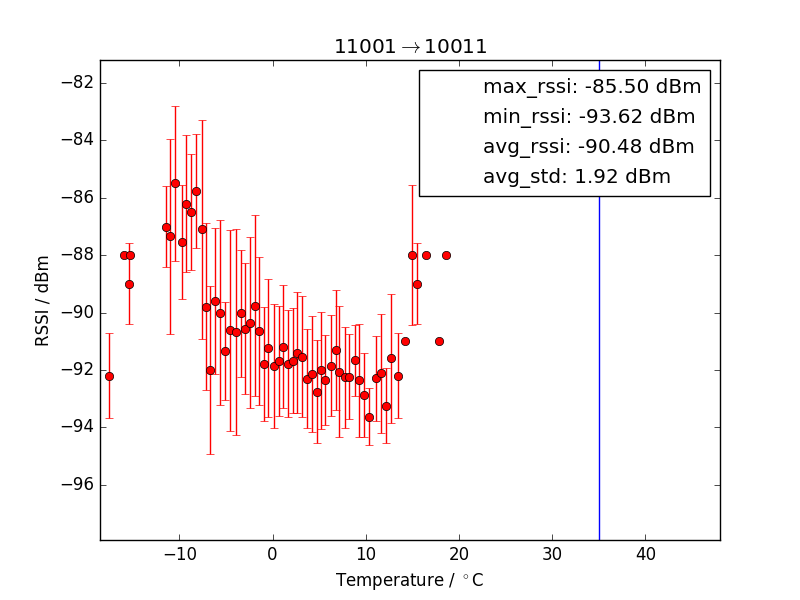 11001→10011
max_rssi: -85.50 dBm
min_rssi: -93.62 dBm
avg_rssi: -90.48 dBm
avg_std: 1.92 dBm
RSSI / dBm
−82
−84
−86
−88
−90
−92
−94
−96
−10 0 10 20 30 40
Temperature / °C